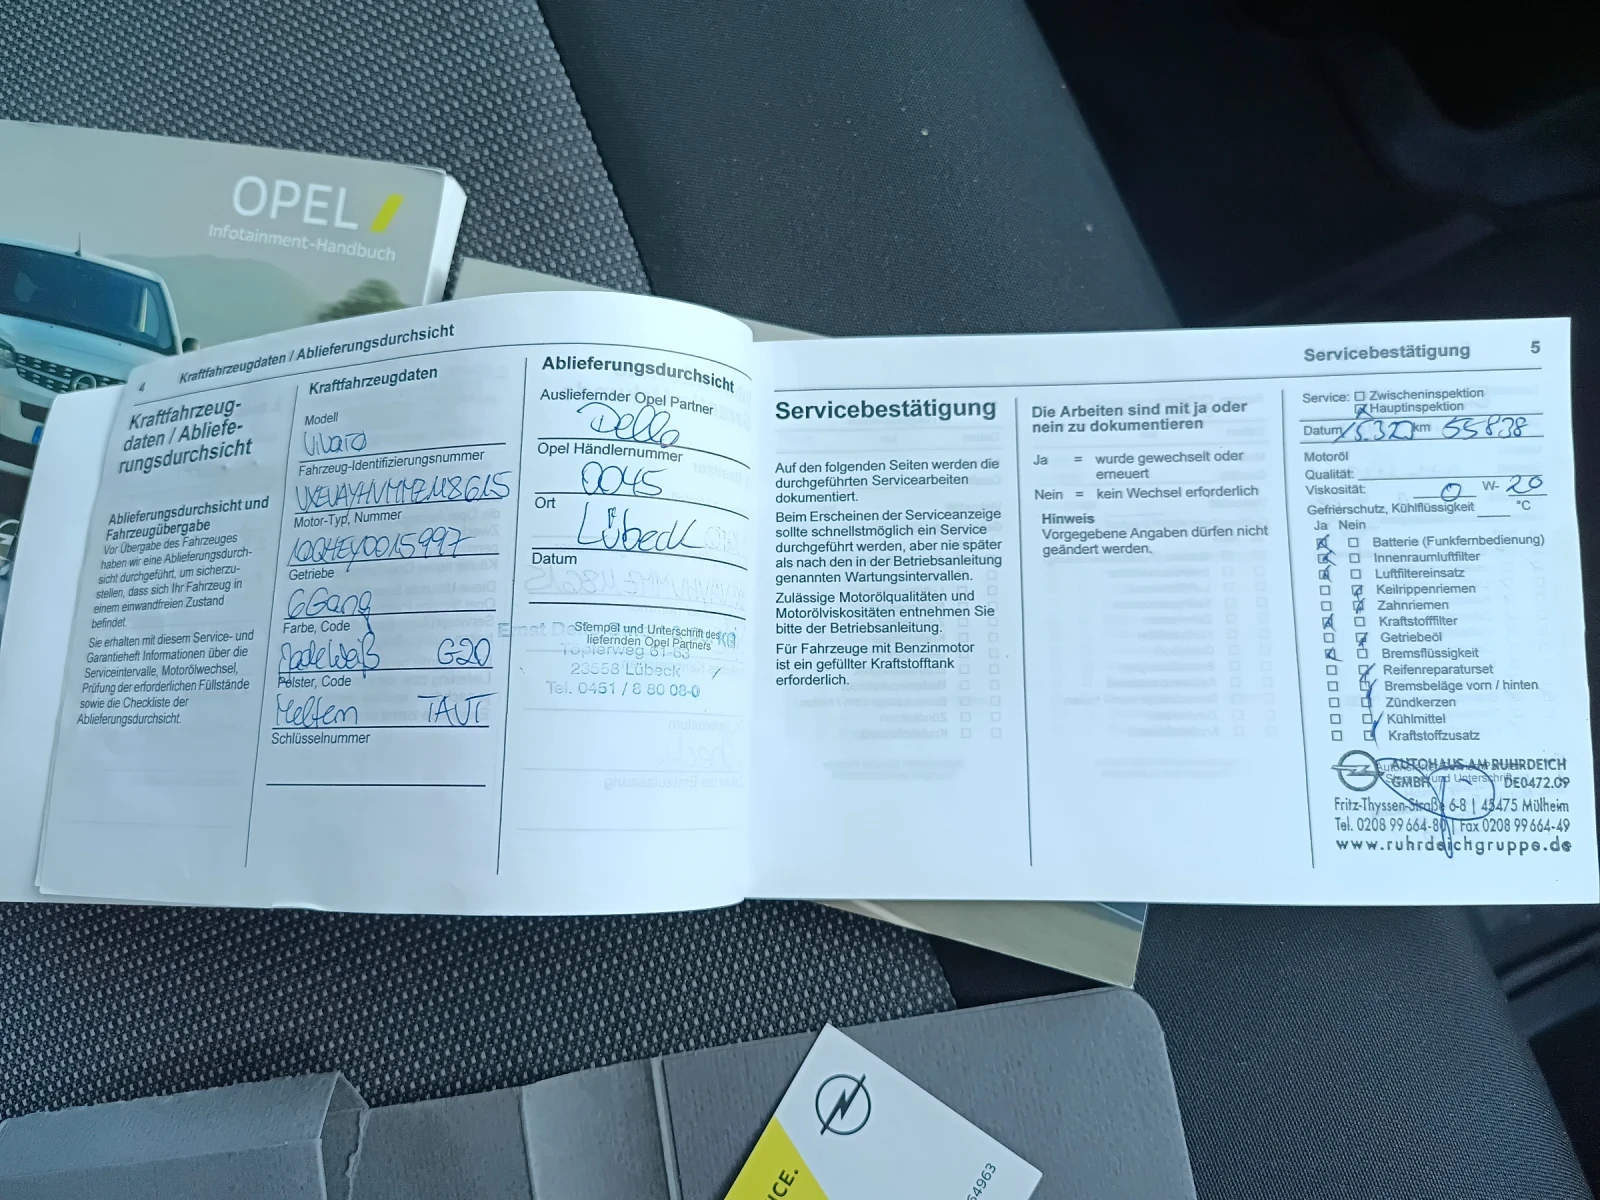 OPEL
Infotainment-Handbuch
4 Kraftfahrzeugdaten / Ablieferungsdurchsicht
Kraftfahrzeug-
daten / Abliefe-
rungsdurchsicht
Ablieferungsdurchsicht und
Fahrzeugübergabe
Vor Übergabe des Fahrzeuges
haben wir eine Ablieferungsdurch-
sicht durchgeführt, um sicherzu-
stellen, dass sich Ihr Fahrzeug in
einem einwandfreien Zustand
befindet.
Sie erhalten mit diesem Service- und
Garantieheft Informationen über die
Serviceintervalle, Motorölwechsel,
Prüfung der erforderlichen Füllstände
sowie die Checkliste der
Ablieferungsdurchsicht.
Kraftfahrzeugdaten
Modell
Vivaro
Fahrzeug-Identifizierungsnummer
Motor-Typ, Nummer
Getriebe
6Gang
Farbe, Code
G20
Polster, Code
TAUT
Schlüsselnummer
Ablieferungsdurchsicht
Ausliefernder Opel Partner
Dello
Opel Händlernummer
0045
Ort
Lübeck
Datum
Stempel und Unterschrift des
liefernden Opel Partners
23558 Lübeck
Tel. 0451 / 8 80 08-0
Servicebestätigung 5
Servicebestätigung
Auf den folgenden Seiten werden die
durchgeführten Servicearbeiten
dokumentiert.
Beim Erscheinen der Serviceanzeige
sollte schnellstmöglich ein Service
durchgeführt werden, aber nie später
als nach den in der Betriebsanleitung
genannten Wartungsintervallen.
Zulässige Motorölqualitäten und
Motorölviskositäten entnehmen Sie
bitte der Betriebsanleitung.
Für Fahrzeuge mit Benzinmotor
ist ein gefüllter Kraftstofftank
erforderlich.
Die Arbeiten sind mit ja oder
nein zu dokumentieren
Ja = wurde gewechselt oder
erneuert
Nein = kein Wechsel erforderlich
Hinweis
Vorgegebene Angaben dürfen nicht
geändert werden.
Service: Zwischeninspektion
Hauptinspektion
Datum km 55838
Motoröl
Qualität:
Viskosität: 0 W- 20
Gefrierschutz, Kühlflüssigkeit °C
Ja Nein
Batterie (Funkfernbedienung)
Innenraumluftfilter
Luftfiltereinsatz
Keilrippenriemen
Zahnriemen
Kraftstofffilter
Getriebeöl
Bremsflüssigkeit
Reifenreparaturset
Bremsbeläge vorn / hinten
Zündkerzen
Kühlmittel
Kraftstoffzusatz
AUTOHAUS AM RUHRDEICH
GMBH DE0472.09
Fritz-Thyssen-Straße 6-8 | 45475 Mülheim
Tel. 0208 99 664-80 | Fax 0208 99 664-49
www.ruhrdeichgruppe.de